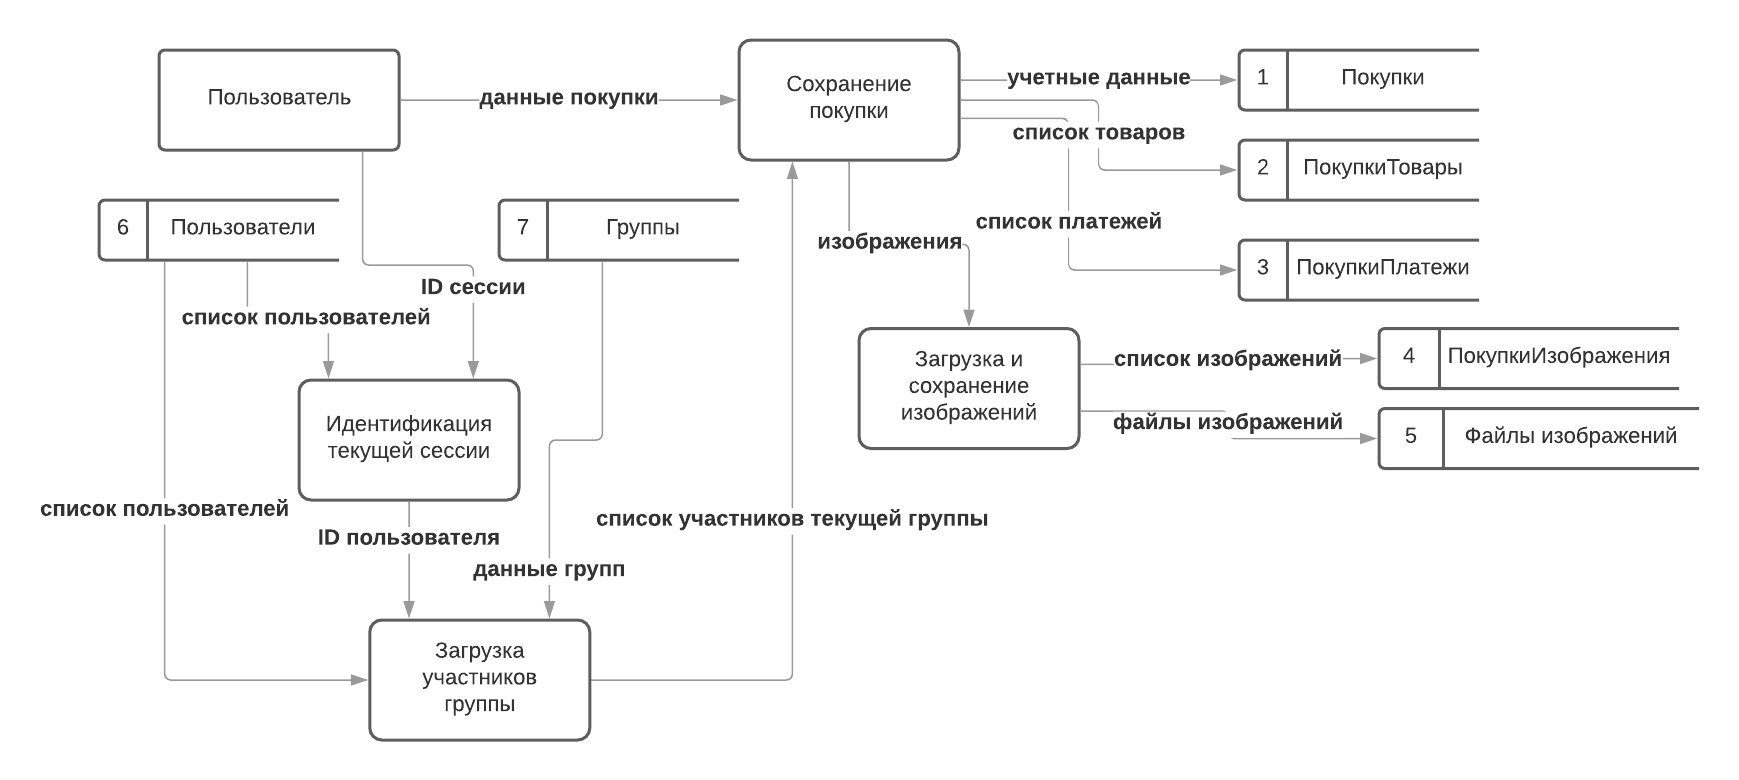 Пользователь
данные покупки
Сохранение
покупки
учетные данные
1
Покупки
список товаров
2
ПокупкиТовары
список платежей
3
ПокупкиПлатежи
6
Пользователи
7
Группы
изображения
ID сессии
список пользователей
Загрузка и
сохранение
изображений
список изображений
4
ПокупкиИзображения
файлы изображений
5
Файлы изображений
Идентификация
текущей сессии
список пользователей
ID пользователя
список участников текущей группы
данные групп
Загрузка
участников
группы